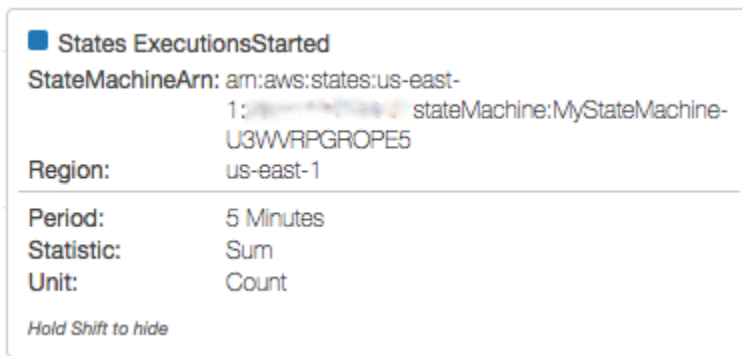 States ExecutionsStarted
StateMachineArn: arn:aws:states:us-east-
1: stateMachine:MyStateMachine-
U3WVRPGROPE5
Region: us-east-1
Period: 5 Minutes
Statistic: Sum
Unit: Count
Hold Shift to hide